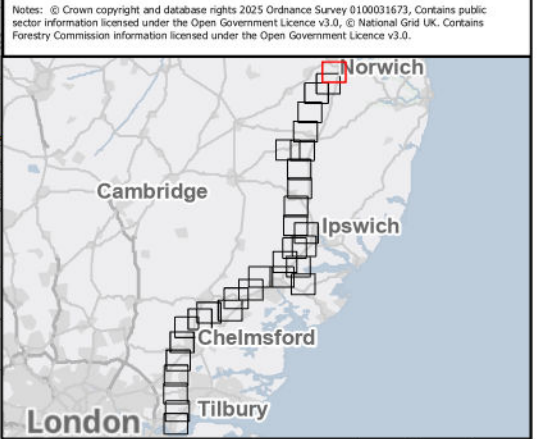 Notes: © Crown copyright and database rights 2025 Ordnance Survey 0100031673, Contains public
sector information licensed under the Open Government Licence v3.0, © National Grid UK. Contains
Forestry Commission information licensed under the Open Government Licence v3.0.
Norwich
Cambridge
Ipswich
Chelmsford
Tilbury
London